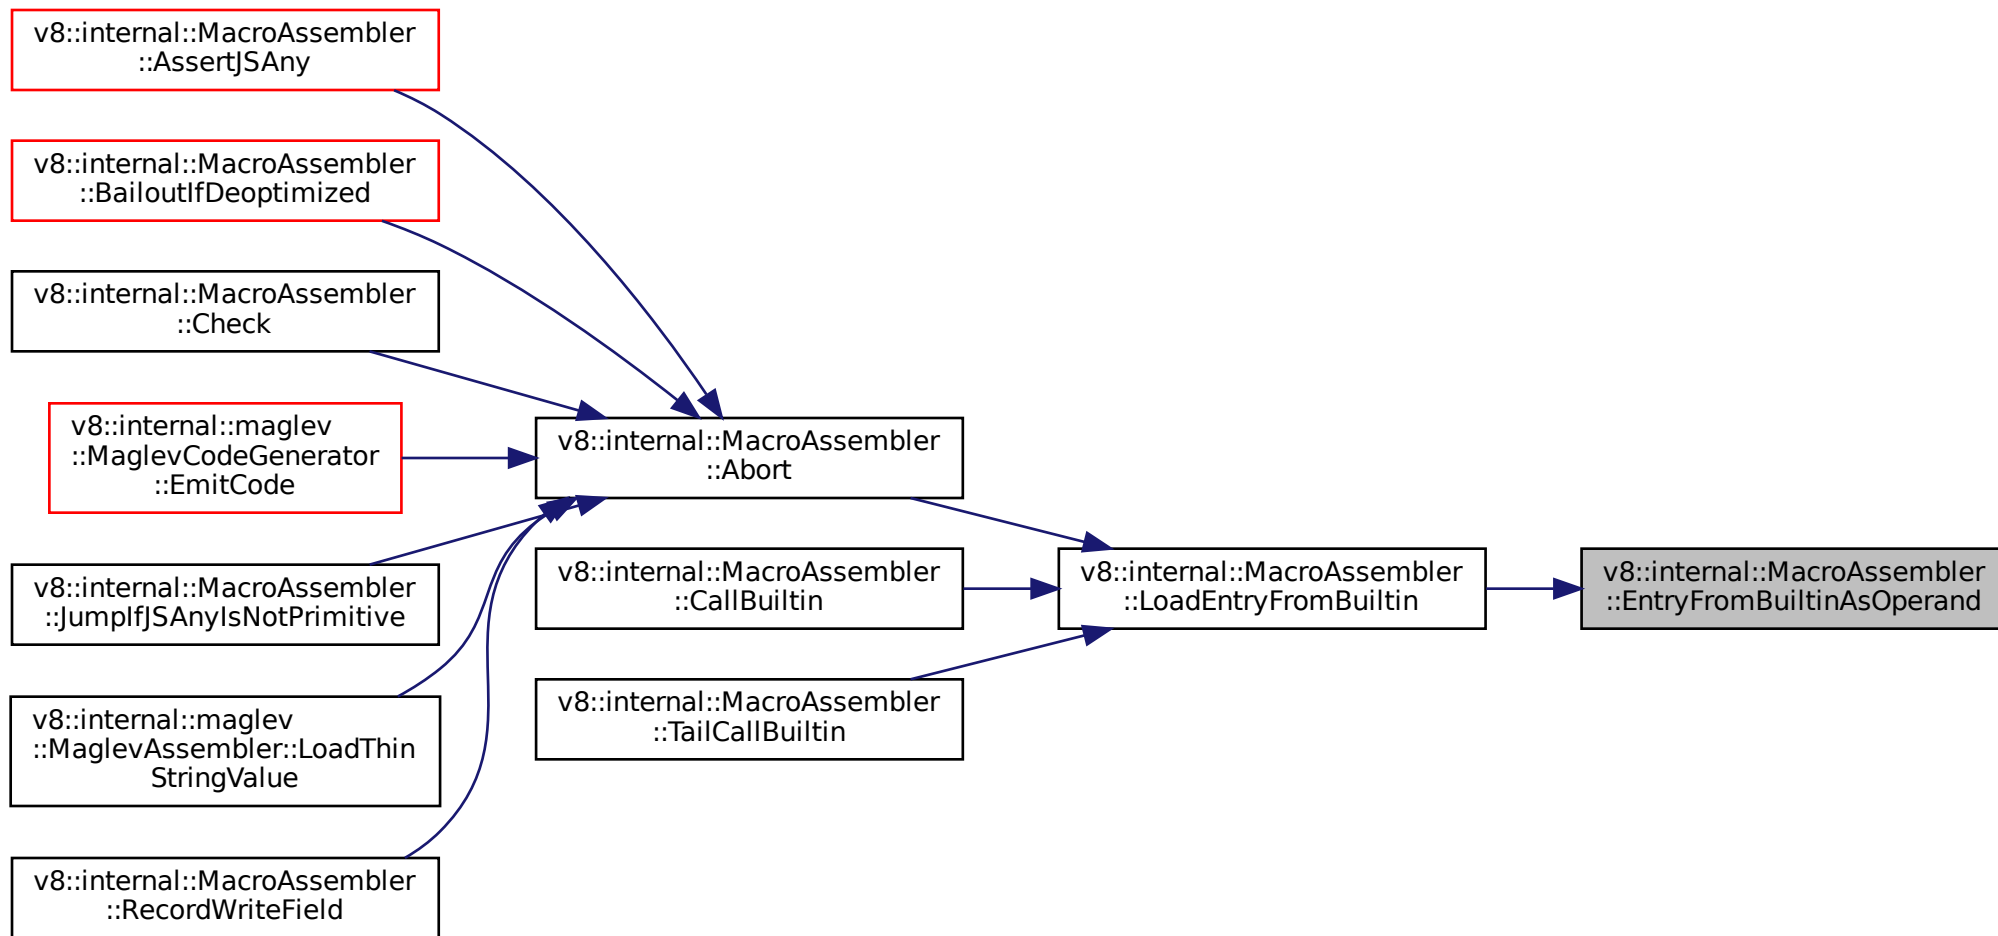 v8::internal::MacroAssembler
::AssertJSAny
v8::internal::MacroAssembler
::BailoutIfDeoptimized
v8::internal::MacroAssembler
::Check
v8::internal::maglev
::MaglevCodeGenerator
::EmitCode
v8::internal::MacroAssembler
::JumpIfJSAnyIsNotPrimitive
v8::internal::maglev
::MaglevAssembler::LoadThin
StringValue
v8::internal::MacroAssembler
::RecordWriteField
v8::internal::MacroAssembler
::Abort
v8::internal::MacroAssembler
::CallBuiltin
v8::internal::MacroAssembler
::TailCallBuiltin
v8::internal::MacroAssembler
::LoadEntryFromBuiltin
v8::internal::MacroAssembler
::EntryFromBuiltinAsOperand